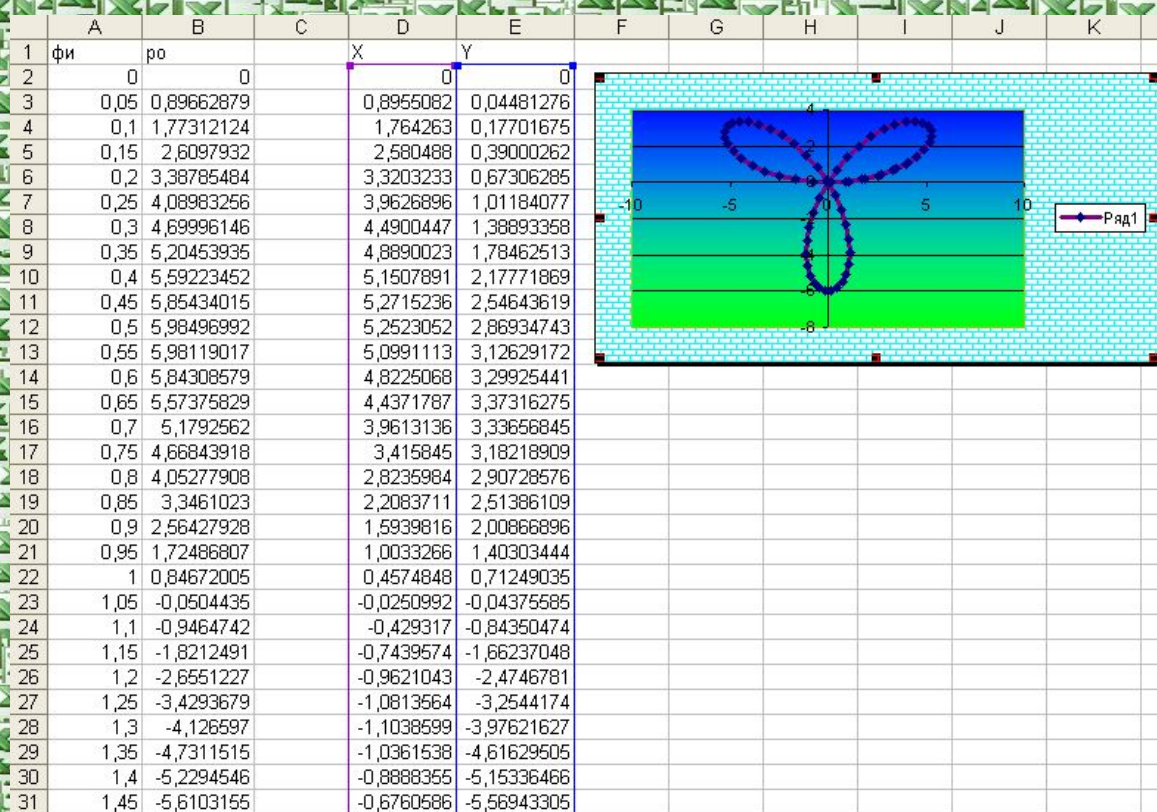 A B C D E F G H I J K
1 фи ро X Y
2 0 0 0 0
3 0,05 0,89662879 0,8955082 0,04481276
4 0,1 1,77312124 1,764263 0,17701675
5 0,15 2,6097932 2,580488 0,39000262
6 0,2 3,38785484 3,3203233 0,67306285
7 0,25 4,08983256 3,9626896 1,01184077
8 0,3 4,69996146 4,4900447 1,38893358
9 0,35 5,20453935 4,8890023 1,78462513
10 0,4 5,59223452 5,1507891 2,17771869
11 0,45 5,85434015 5,2715236 2,54643619
12 0,5 5,98496992 5,2523052 2,86934743
13 0,55 5,98119017 5,0991113 3,12629172
14 0,6 5,84308579 4,8225068 3,29925441
15 0,65 5,57375829 4,4371787 3,37316275
16 0,7 5,1792562 3,9613136 3,33656845
17 0,75 4,66843918 3,415845 3,18218909
18 0,8 4,05277908 2,8235984 2,90728576
19 0,85 3,3461023 2,2083711 2,51386109
20 0,9 2,56427928 1,5939816 2,00866896
21 0,95 1,72486807 1,0033266 1,40303444
22 1 0,84672005 0,4574848 0,71249035
23 1,05 -0,0504435 -0,0250992 -0,04375585
24 1,1 -0,9464742 -0,429317 -0,84350474
25 1,15 -1,8212491 -0,7439574 -1,66237048
26 1,2 -2,6551227 -0,9621043 -2,4746781
27 1,25 -3,4293679 -1,0813564 -3,2544174
28 1,3 -4,126597 -1,1038599 -3,97621627
29 1,35 -4,7311515 -1,0361538 -4,61629505
30 1,4 -5,2294546 -0,8888355 -5,15336466
31 1,45 -5,6103155 -0,6760586 -5,56943305
4
2
0
-10 -5 0 5 10
-4
-6
-8
Ряд1